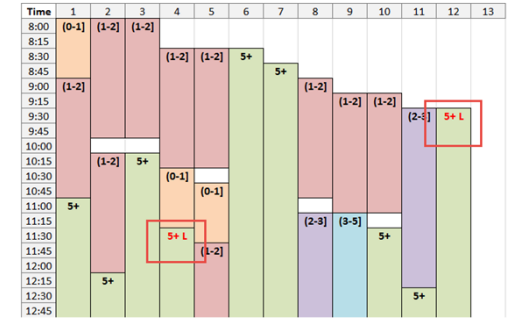 Time 1 2 3 4 5 6 7 8 9 10 11 12 13
8:00 (0-1] (1-2] (1-2]
8:15
8:30 (1-2] (1-2] 5+
8:45 5+
9:00 (1-2] (1-2]
9:15 (1-2] (1-2]
9:30 (2-3] 5+ L
9:45
10:00
10:15 (1-2] 5+
10:30 (0-1]
10:45 (0-1]
11:00 5+
11:15 (2-3] (3-5]
11:30 5+ L 5+
11:45 (1-2]
12:00
12:15 5+
12:30 5+
12:45